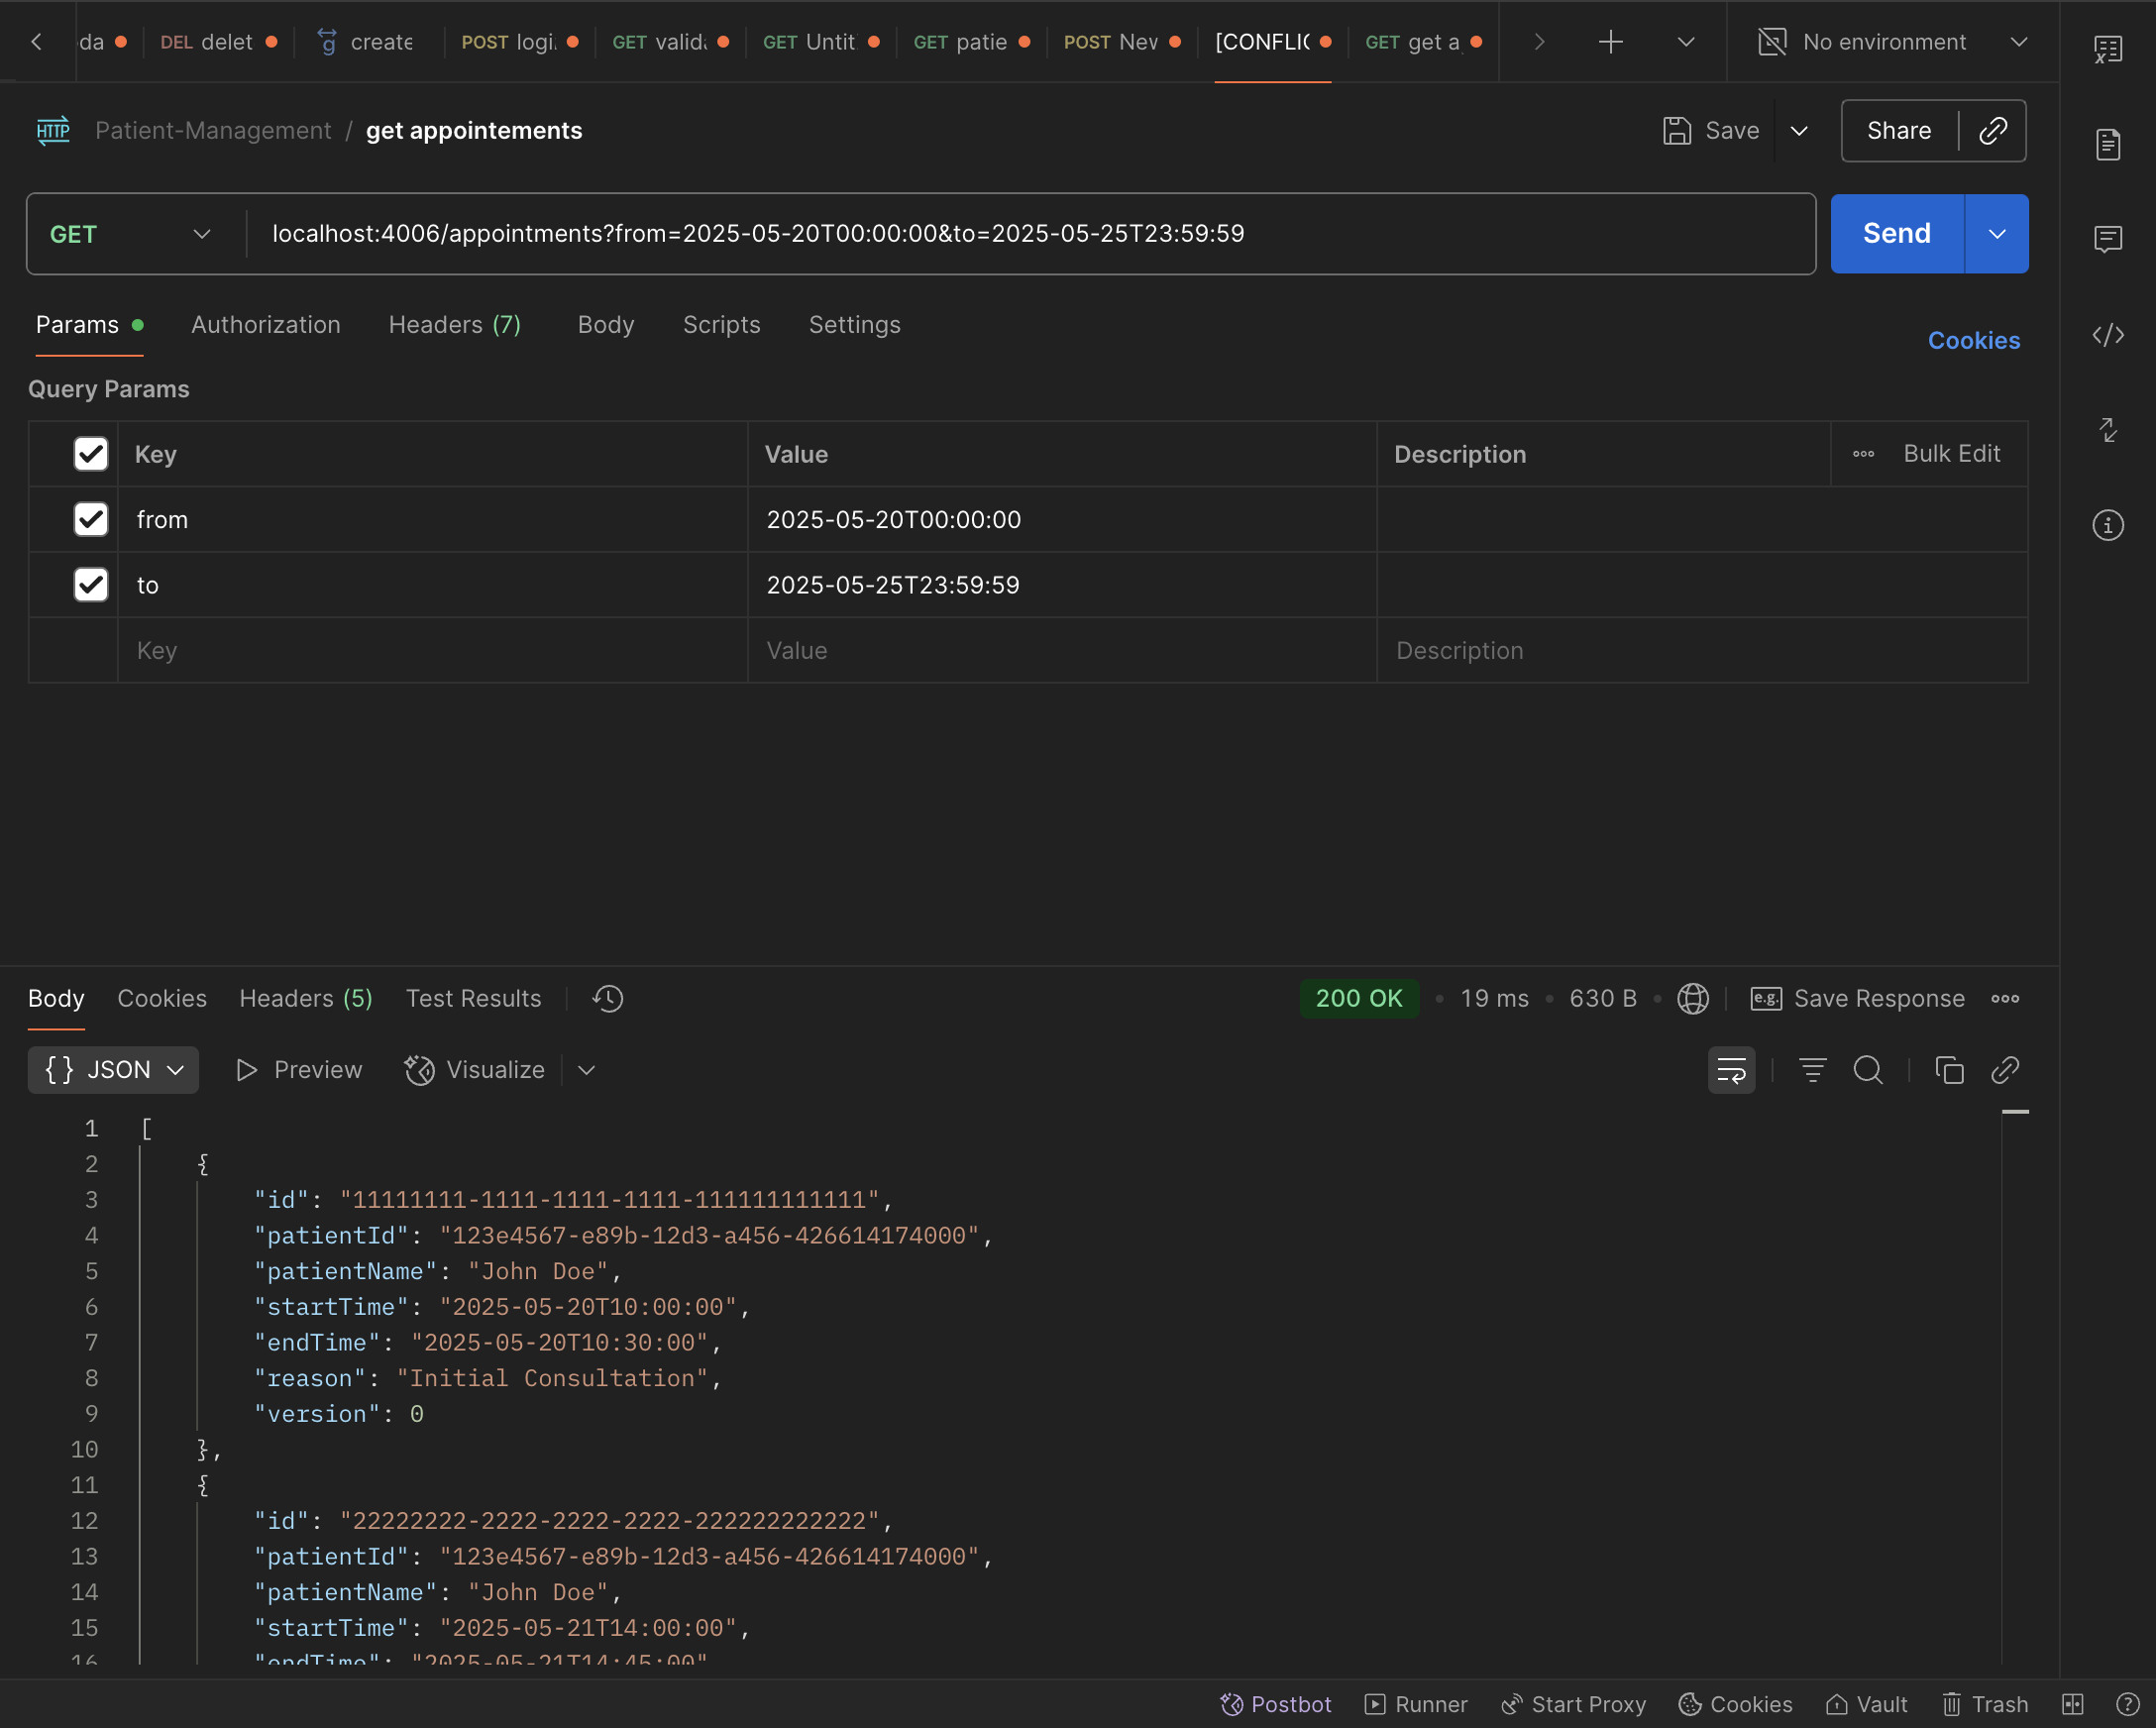 da DEL delet create POST logi. GET valid GET Untit GET patie POST Nev [CONFLIC GET get a No environment
HTTP Patient-Management / get appointements Save Share
GET localhost:4006/appointments?from=2025-05-20T00:00:00&to=2025-05-25T23:59:59 Send
Params Authorization Headers (7) Body Scripts Settings Cookies
Query Params
Key Value Description Bulk Edit
from 2025-05-20T00:00:00
to 2025-05-25T23:59:59
Key Value Description
Body Cookies Headers (5) Test Results 200 OK 19 ms 630 B e.g. Save Response
{} JSON Preview Visualize
1 [
2 {
3 "id": "11111111-1111-1111-1111-111111111111",
4 "patientId": "123e4567-e89b-12d3-a456-426614174000",
5 "patientName": "John Doe",
6 "startTime": "2025-05-20T10:00:00",
7 "endTime": "2025-05-20T10:30:00",
8 "reason": "Initial Consultation",
9 "version": 0
10 },
11 {
12 "id": "22222222-2222-2222-2222-222222222222",
13 "patientId": "123e4567-e89b-12d3-a456-426614174000",
14 "patientName": "John Doe",
15 "startTime": "2025-05-21T14:00:00",
16 "endTime": "2025-05-21T14:45:00"
Postbot Runner Start Proxy Cookies Vault Trash